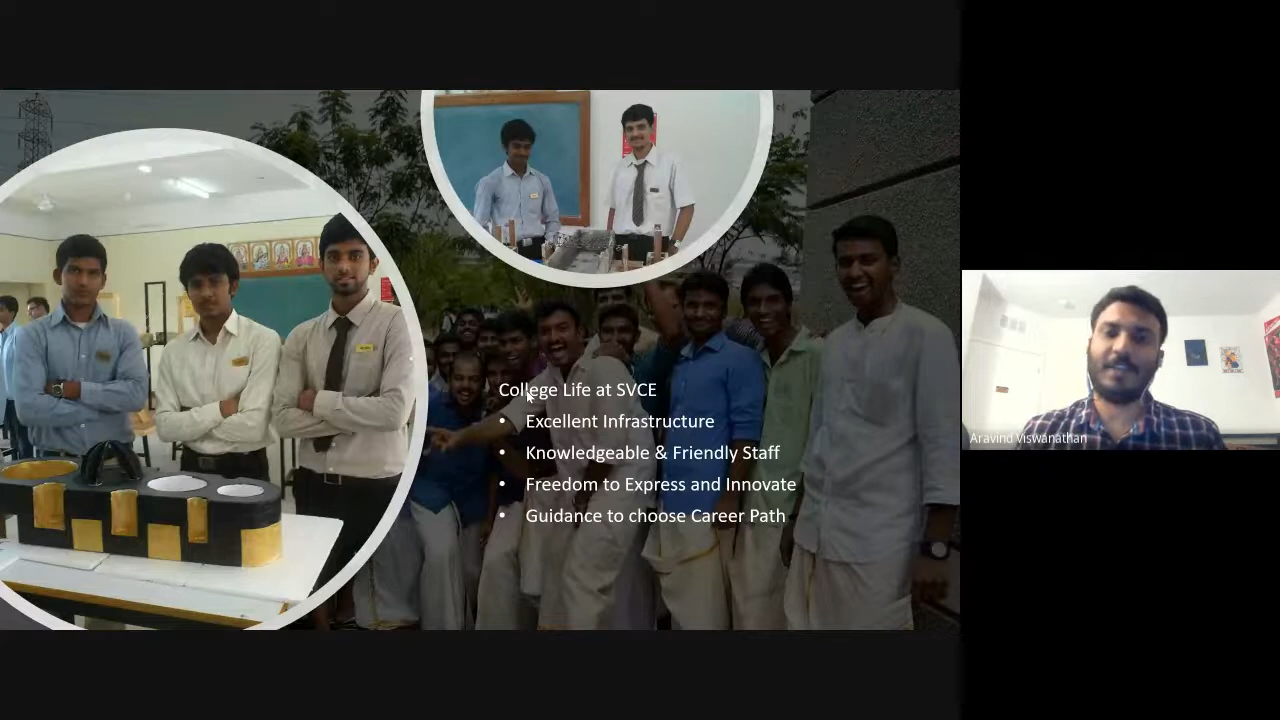 College Life at SVCE
• Excellent Infrastructure
• Knowledgeable & Friendly Staff
• Freedom to Express and Innovate
• Guidance to choose Career Path
Aravind Viswanathan